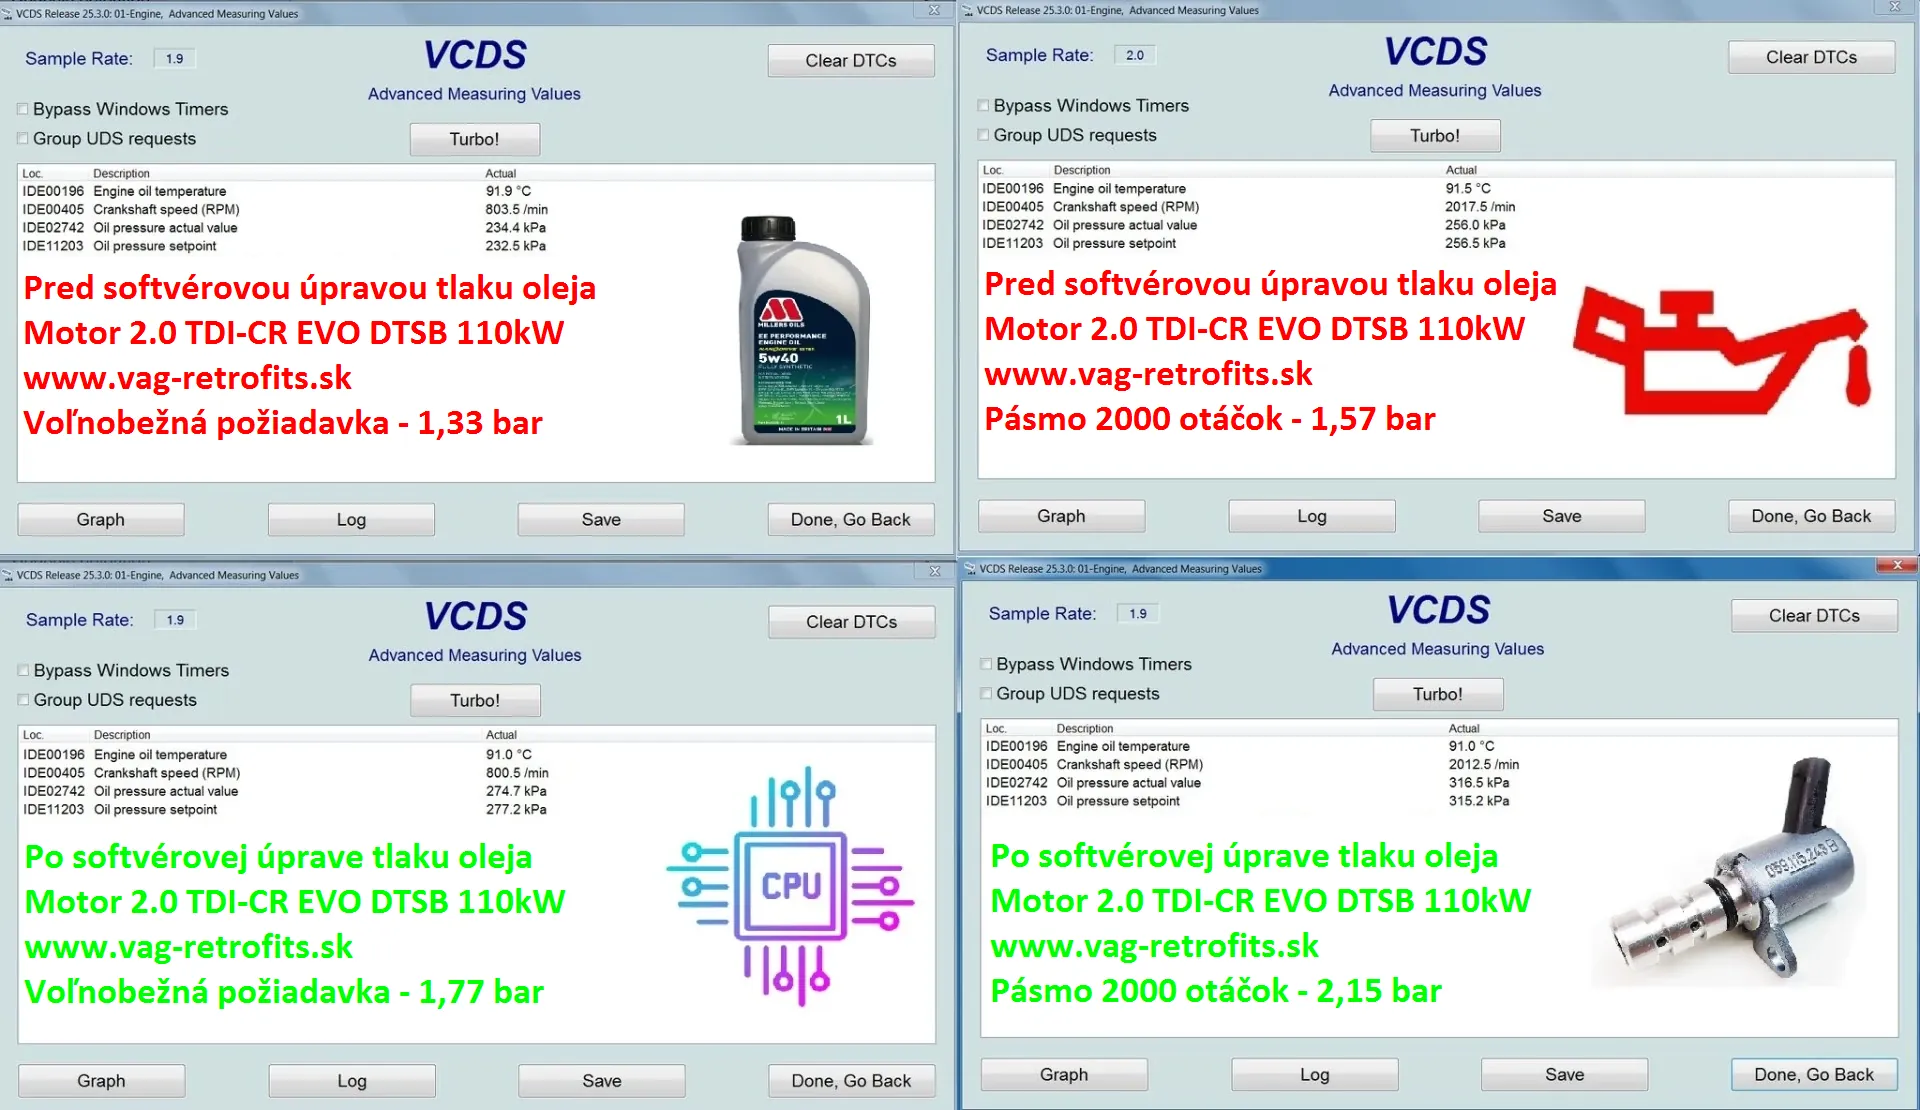 VCDS Release 25.3.0: 01-Engine, Advanced Measuring Values
Sample Rate: 1.9
VCDS
Clear DTCs
Advanced Measuring Values
Bypass Windows Timers
Group UDS requests
Turbo!
Loc. Description Actual
IDE00196 Engine oil temperature 91.9 °C
IDE00405 Crankshaft speed (RPM) 803.5 /min
IDE02742 Oil pressure actual value 234.4 kPa
IDE11203 Oil pressure setpoint 232.5 kPa
Pred softvérovou úpravou tlaku oleja
Motor 2.0 TDI-CR EVO DTSB 110kW
www.vag-retrofits.sk
Voľnobežná požiadavka - 1,33 bar
MILLERS OILS
EE PERFORMANCE
ENGINE OIL
5w40
FULLY SYNTHETIC
1L
MADE IN BRITAIN
Graph Log Save Done, Go Back
VCDS Release 25.3.0: 01-Engine, Advanced Measuring Values
Sample Rate: 2.0
VCDS
Clear DTCs
Advanced Measuring Values
Bypass Windows Timers
Group UDS requests
Turbo!
Loc. Description Actual
IDE00196 Engine oil temperature 91.5 °C
IDE00405 Crankshaft speed (RPM) 2017.5 /min
IDE02742 Oil pressure actual value 256.0 kPa
IDE11203 Oil pressure setpoint 256.5 kPa
Pred softvérovou úpravou tlaku oleja
Motor 2.0 TDI-CR EVO DTSB 110kW
www.vag-retrofits.sk
Pásmo 2000 otáčok - 1,57 bar
Graph Log Save Done, Go Back
VCDS Release 25.3.0: 01-Engine, Advanced Measuring Values
Sample Rate: 1.9
VCDS
Clear DTCs
Advanced Measuring Values
Bypass Windows Timers
Group UDS requests
Turbo!
Loc. Description Actual
IDE00196 Engine oil temperature 91.0 °C
IDE00405 Crankshaft speed (RPM) 800.5 /min
IDE02742 Oil pressure actual value 274.7 kPa
IDE11203 Oil pressure setpoint 277.2 kPa
Po softvérovej úprave tlaku oleja
Motor 2.0 TDI-CR EVO DTSB 110kW
www.vag-retrofits.sk
Voľnobežná požiadavka - 1,77 bar
CPU
Graph Log Save Done, Go Back
VCDS Release 25.3.0: 01-Engine, Advanced Measuring Values
Sample Rate: 1.9
VCDS
Clear DTCs
Advanced Measuring Values
Bypass Windows Timers
Group UDS requests
Turbo!
Loc. Description Actual
IDE00196 Engine oil temperature 91.0 °C
IDE00405 Crankshaft speed (RPM) 2012.5 /min
IDE02742 Oil pressure actual value 316.5 kPa
IDE11203 Oil pressure setpoint 315.2 kPa
Po softvérovej úprave tlaku oleja
Motor 2.0 TDI-CR EVO DTSB 110kW
www.vag-retrofits.sk
Pásmo 2000 otáčok - 2,15 bar
059.115.243
Graph Log Save Done, Go Back